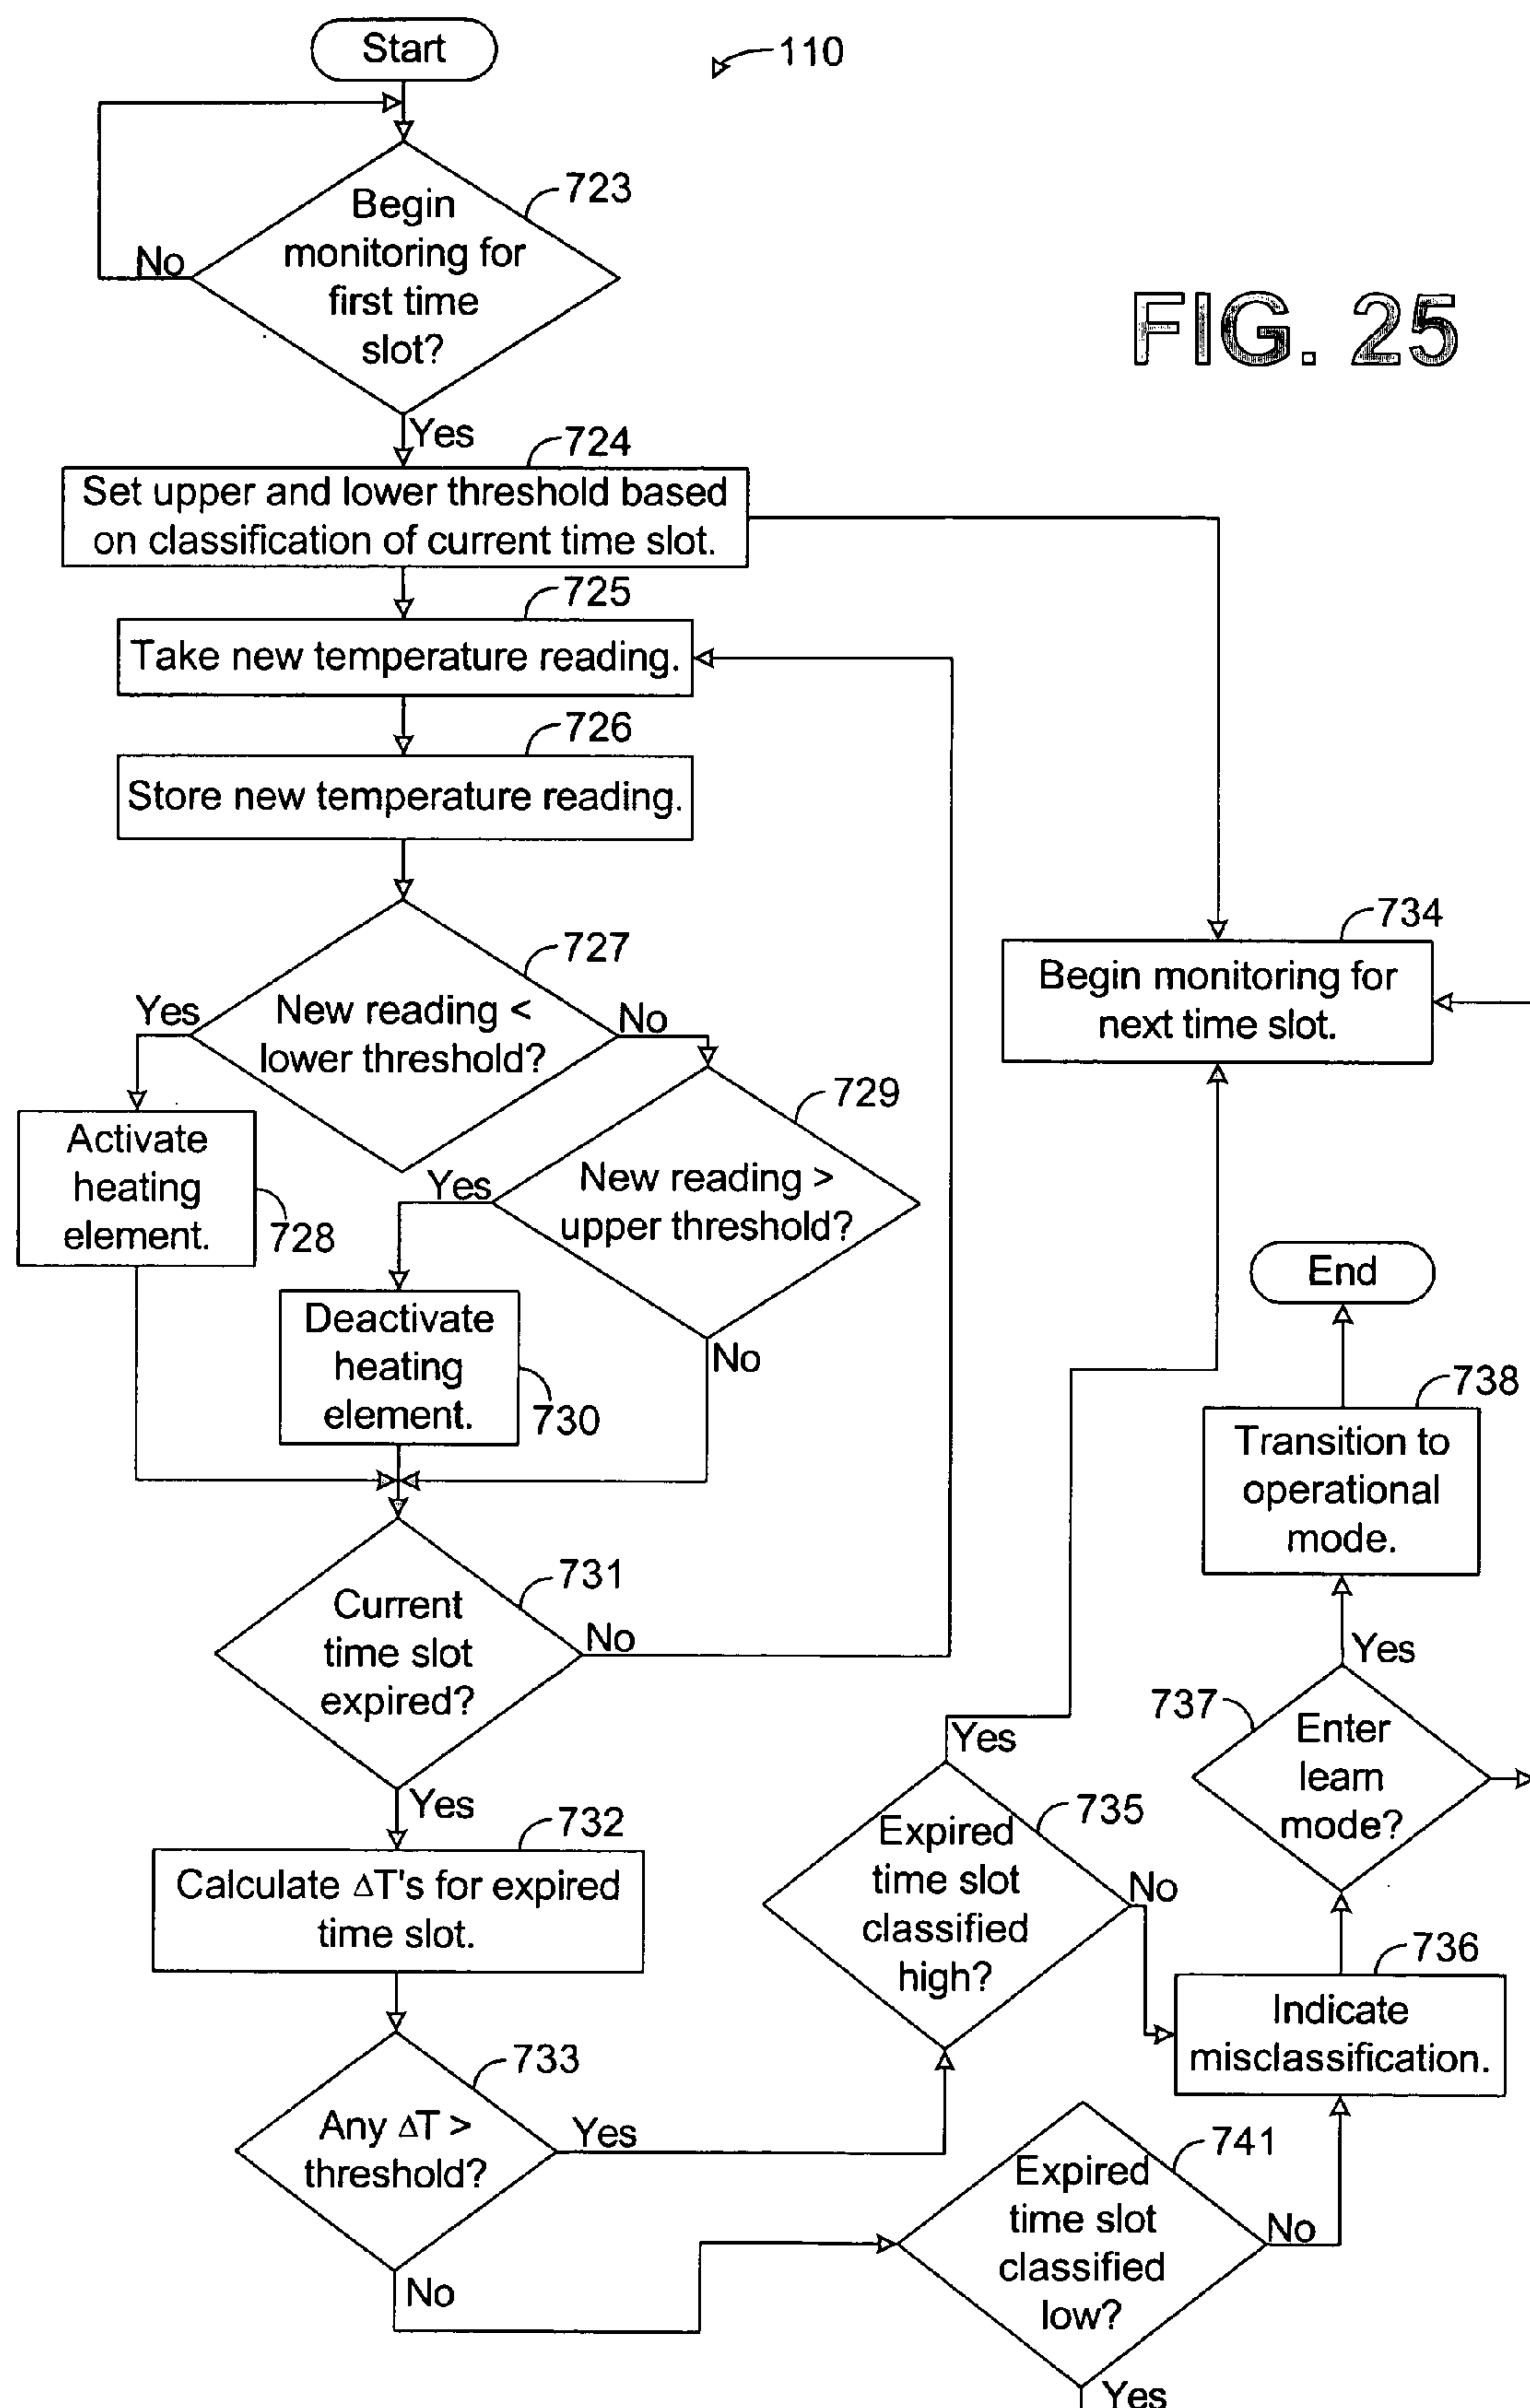 Start
110
723
Begin
monitoring for
first time
slot?
No
FIG. 25
Yes
724
Set upper and lower threshold based
on classification of current time slot.
725
Take new temperature reading.
726
Store new temperature reading.
727
New reading <
lower threshold?
Yes
No
734
Begin monitoring for
next time slot.
Activate
heating
element.
728
729
New reading >
upper threshold?
Yes
No
Deactivate
heating
element.
730
End
738
Transition to
operational
mode.
731
Current
time slot
expired?
No
Yes
Yes
737
Enter
learn
mode?
732
Calculate ΔT's for expired
time slot.
Yes
735
Expired
time slot
classified
high?
No
736
Indicate
misclassification.
733
Any ΔT >
threshold?
Yes
No
741
Expired
time slot
classified
low?
No
Yes